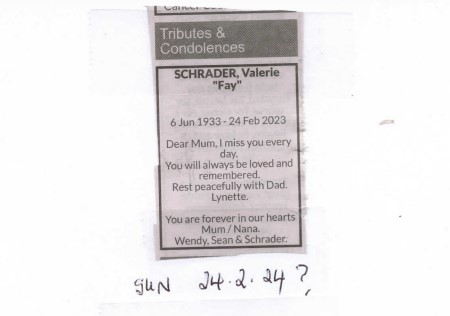 Tributes &
Condolences
SCHRADER, Valerie
"Fay"
6 Jun 1933 - 24 Feb 2023
Dear Mum, I miss you every
day.
You will always be loved and
remembered.
Rest peacefully with Dad.
Lynette.
You are forever in our hearts
Mum / Nana.
Wendy, Sean & Schrader.
24.2.24 ?